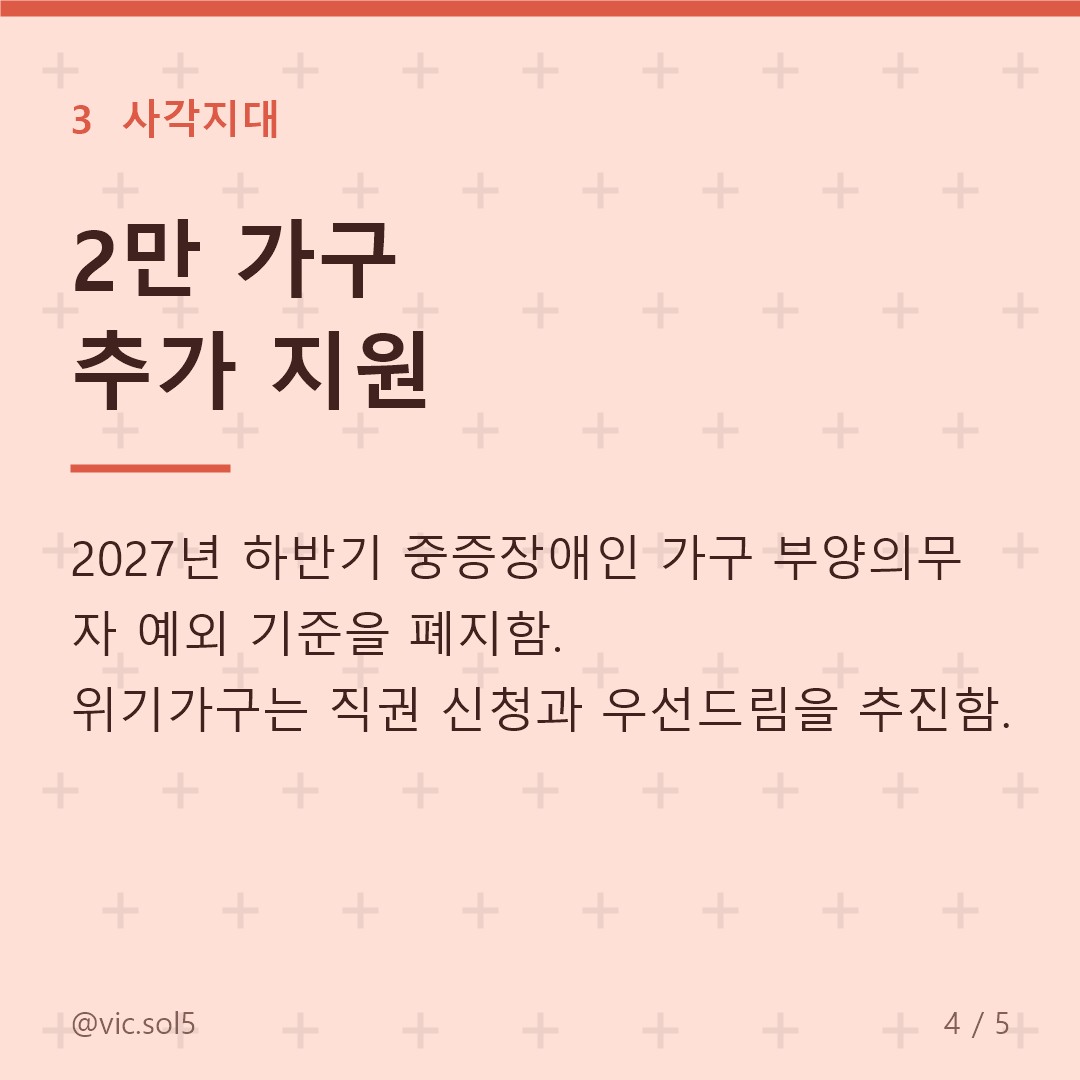 3 사각지대
2만 가구
추가 지원
2027년 하반기 중증장애인 가구 부양의무
자 예외 기준을 폐지함.
위기가구는 직권 신청과 우선드림을 추진함.
@vic.sol5
4 / 5